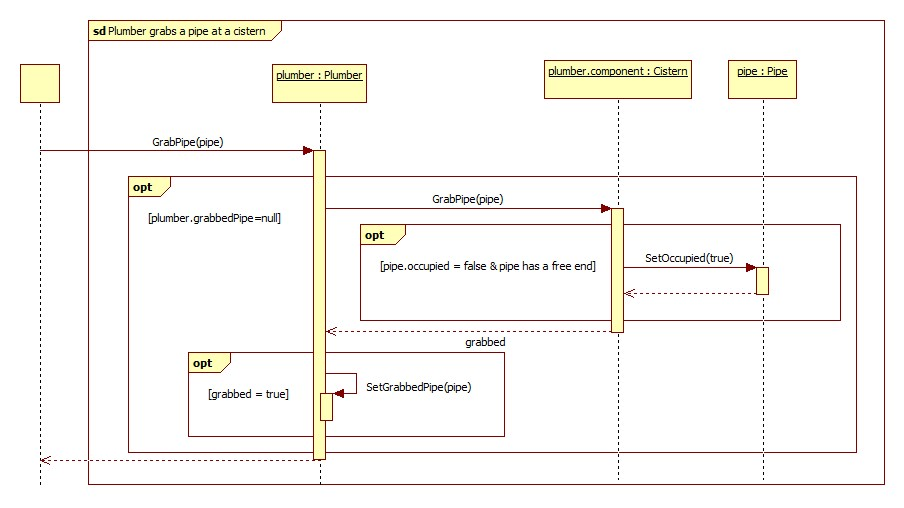 sd Plumber grabs a pipe at a cistern
plumber : Plumber
plumber.component : Cistern
pipe : Pipe
GrabPipe(pipe)
opt
[plumber.grabbedPipe=null]
GrabPipe(pipe)
opt
[pipe.occupied = false & pipe has a free end]
SetOccupied(true)
grabbed
opt
[grabbed = true]
SetGrabbedPipe(pipe)